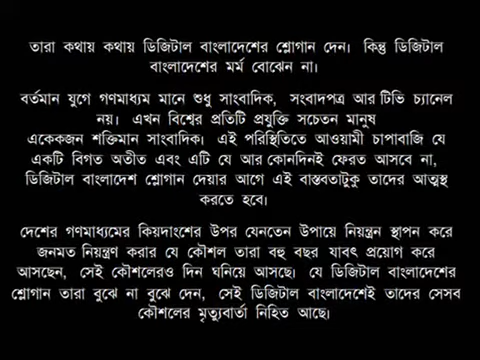 তারা কথায় কথায় ডিজিটাল বাংলাদেশের শ্লোগান দেন। কিন্তু ডিজিটাল
বাংলাদেশের মর্ম বোঝেন না।
বর্তমান যুগে গণমাধ্যম মানে শুধু সাংবাদিক, সংবাদপত্র আর টিভি চ্যানেল
নয়। এখন বিশ্বের প্রতিটি প্রযুক্তি সচেতন মানুষ
একেকজন শক্তিমান সাংবাদিক। এই পরিস্থিতিতে আওয়ামী চাপাবাজি যে
একটি বিগত অতীত এবং এটি যে আর কোনদিনই ফেরত আসবে না,
ডিজিটাল বাংলাদেশ শ্লোগান দেয়ার আগে এই বাস্তবতাটুকু তাদের আত্মস্থ
করতে হবে।
দেশের গণমাধ্যমের কিয়দাংশের উপর যেনতেন উপায়ে নিয়ন্ত্রন স্থাপন করে
জনমত নিয়ন্ত্রণ করার যে কৌশল তারা বহু বছর যাবৎ প্রয়োগ করে
আসছেন, সেই কৌশলেরও দিন ঘনিয়ে আসছে। যে ডিজিটাল বাংলাদেশের
শ্লোগান তারা বুঝে না বুঝে দেন, সেই ডিজিটাল বাংলাদেশেই তাদের সেসব
কৌশলের মৃত্যুবার্তা নিহিত আছে।